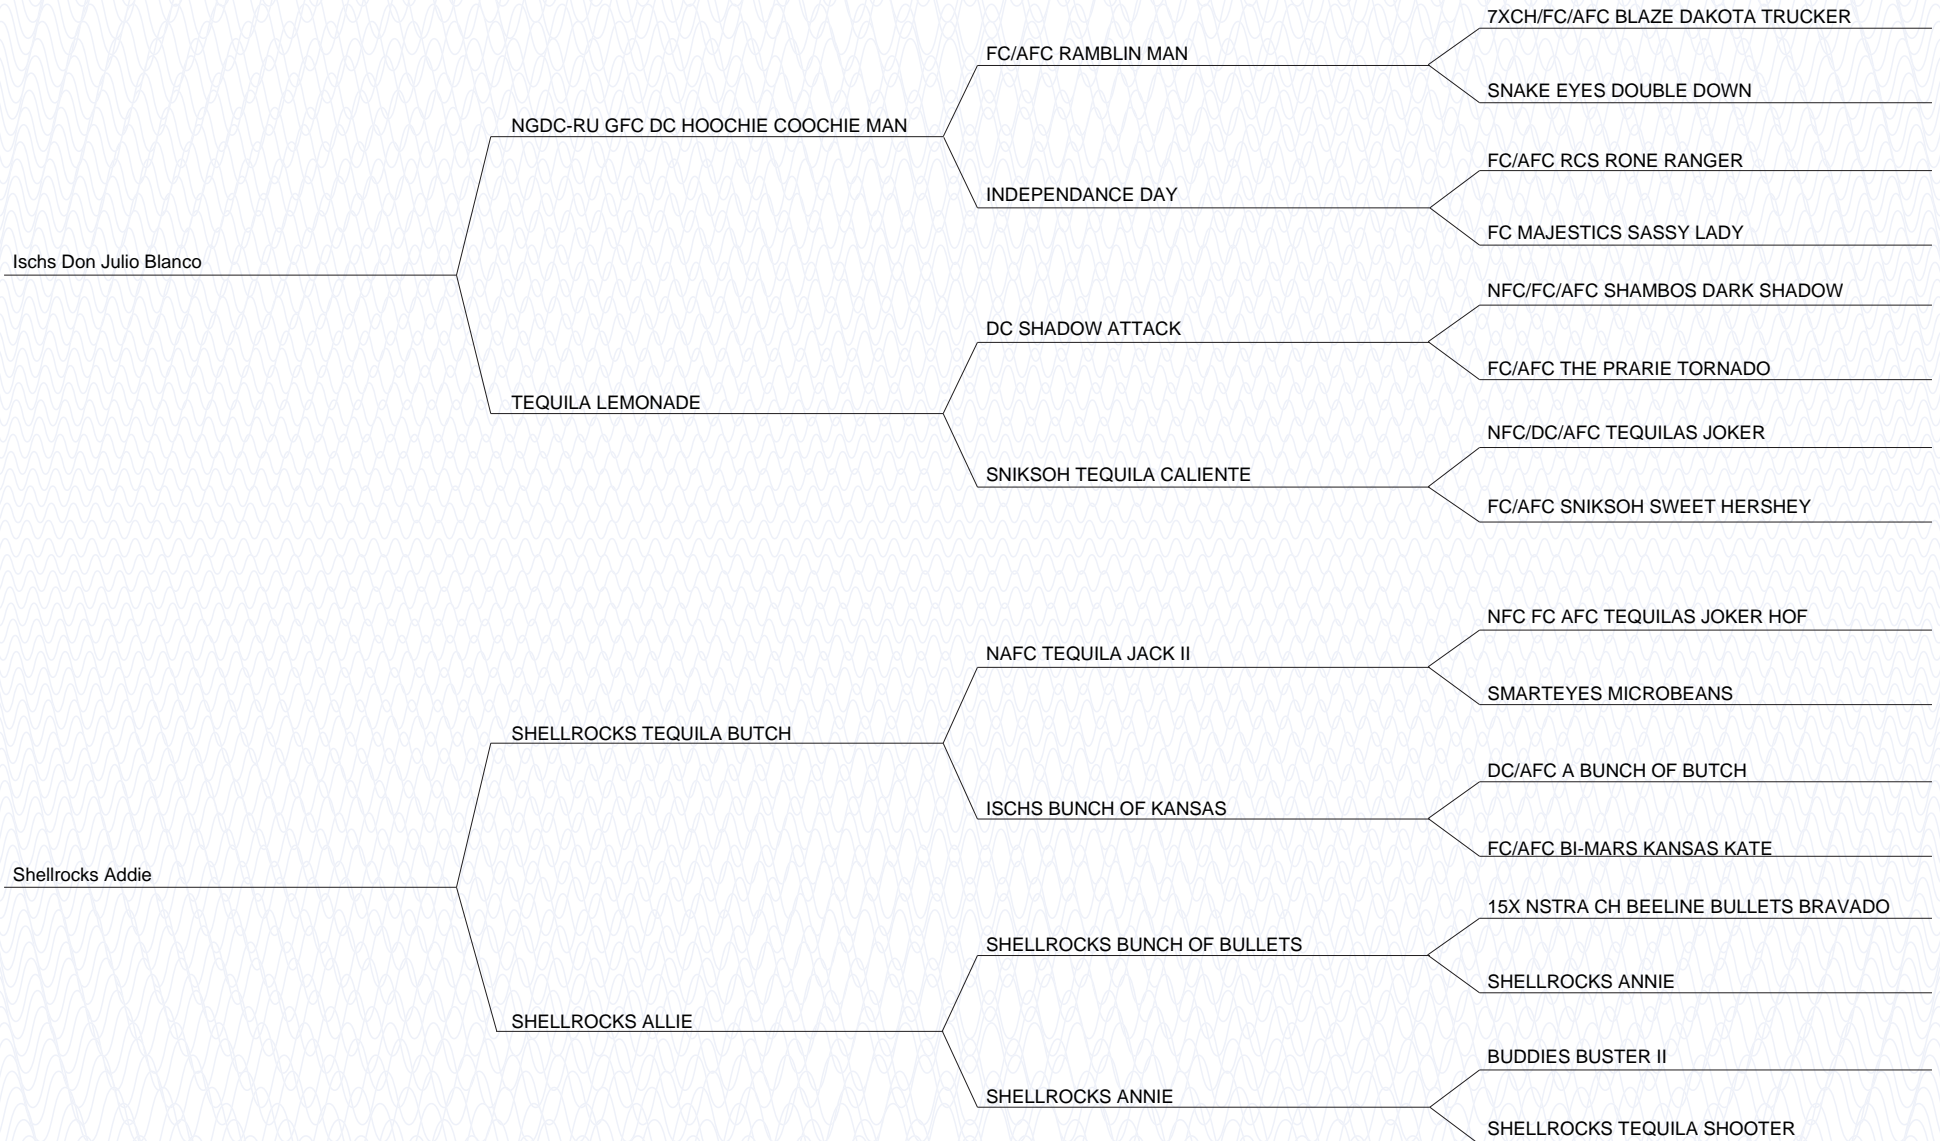 7XCH/FC/AFC BLAZE DAKOTA TRUCKER
FC/AFC RAMBLIN MAN
SNAKE EYES DOUBLE DOWN
NGDC-RU GFC DC HOOCHIE COOCHIE MAN
FC/AFC RCS RONE RANGER
INDEPENDANCE DAY
FC MAJESTICS SASSY LADY
Ischs Don Julio Blanco
NFC/FC/AFC SHAMBOS DARK SHADOW
DC SHADOW ATTACK
FC/AFC THE PRARIE TORNADO
TEQUILA LEMONADE
NFC/DC/AFC TEQUILAS JOKER
SNIKSOH TEQUILA CALIENTE
FC/AFC SNIKSOH SWEET HERSHEY
NFC FC AFC TEQUILAS JOKER HOF
NAFC TEQUILA JACK II
SMARTEYES MICROBEANS
SHELLROCKS TEQUILA BUTCH
DC/AFC A BUNCH OF BUTCH
ISCHS BUNCH OF KANSAS
FC/AFC BI-MARS KANSAS KATE
Shellrocks Addie
15X NSTRA CH BEELINE BULLETS BRAVADO
SHELLROCKS BUNCH OF BULLETS
SHELLROCKS ANNIE
SHELLROCKS ALLIE
BUDDIES BUSTER II
SHELLROCKS ANNIE
SHELLROCKS TEQUILA SHOOTER